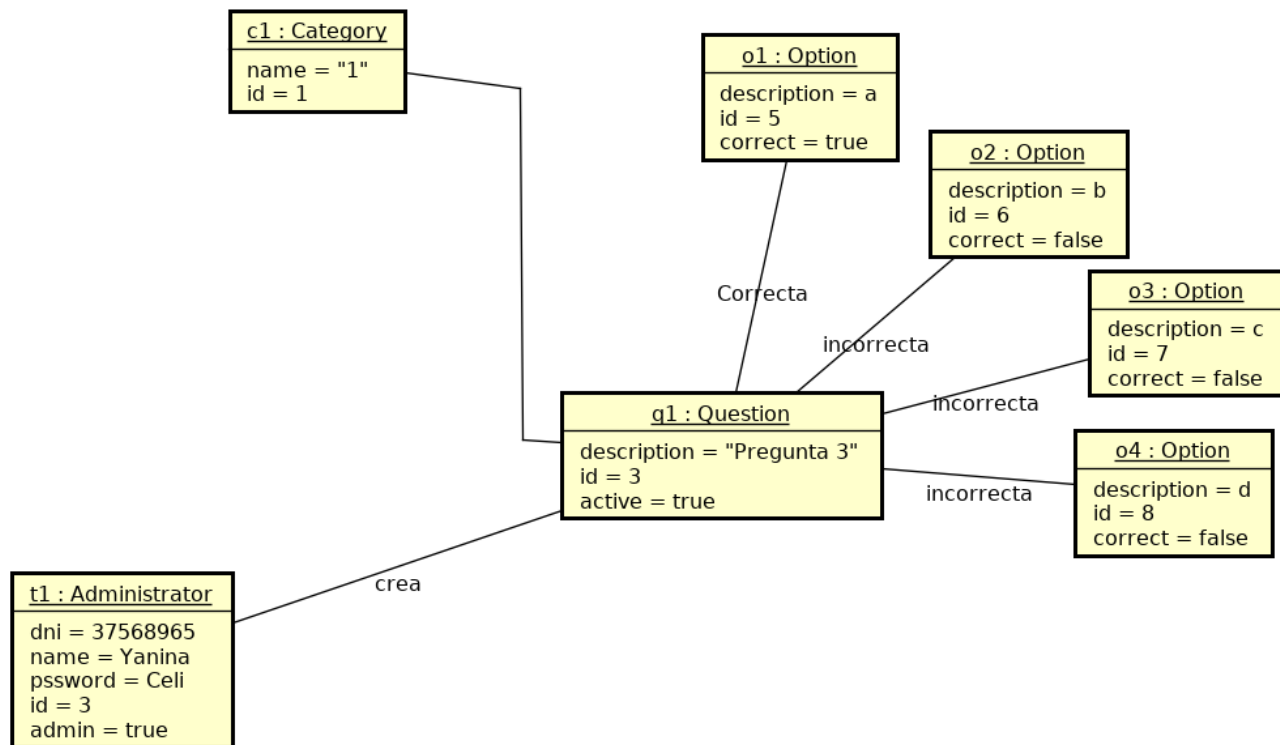 c1 : Category
name = "1"
id = 1
o1 : Option
description = a
id = 5
correct = true
o2 : Option
description = b
id = 6
correct = false
o3 : Option
description = c
id = 7
correct = false
Correcta
incorrecta
incorrecta
q1 : Question
description = "Pregunta 3"
id = 3
active = true
o4 : Option
description = d
id = 8
correct = false
incorrecta
crea
t1 : Administrator
dni = 37568965
name = Yanina
pssword = Celi
id = 3
admin = true